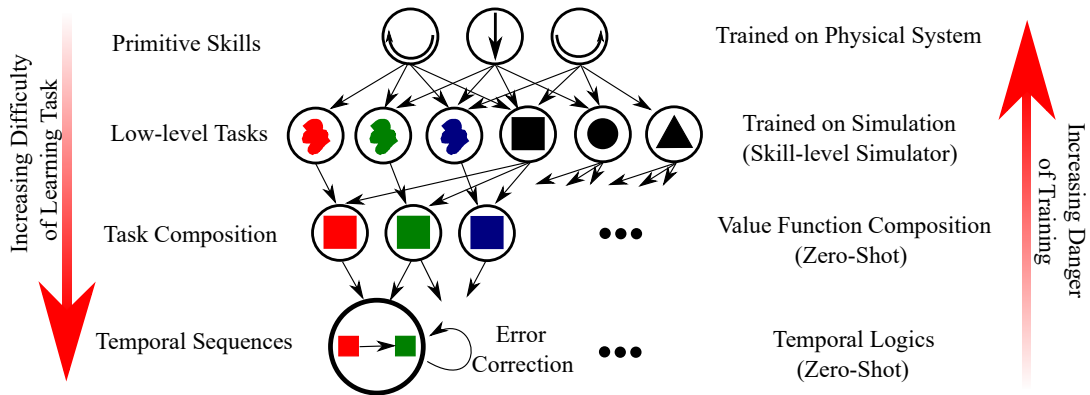 Increasing Difficulty
of Learning Task
Primitive Skills
Trained on Physical System
Low-level Tasks
Trained on Simulation
(Skill-level Simulator)
Task Composition
Value Function Composition
(Zero-Shot)
Temporal Sequences
Error
Correction
Temporal Logics
(Zero-Shot)
Increasing Danger
of Training